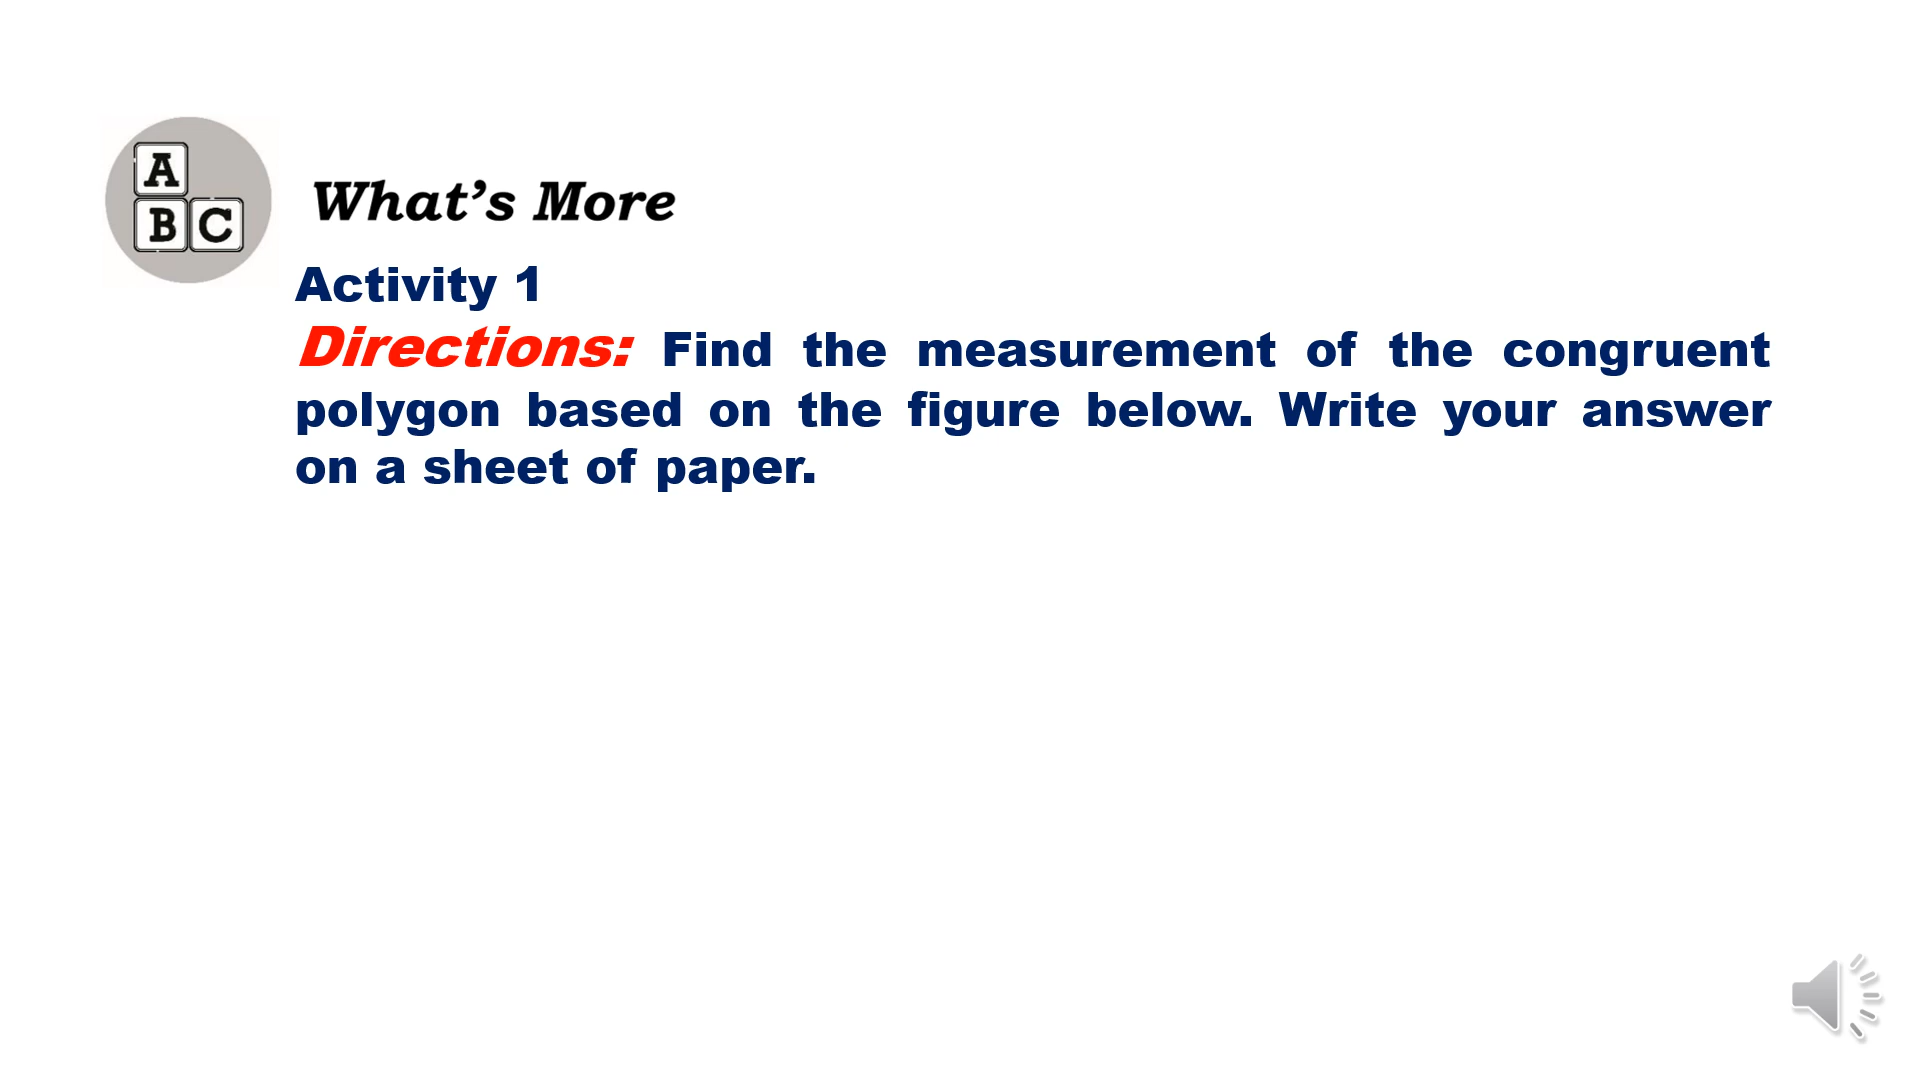 A
B C
What's More
Activity 1
Directions: Find the measurement of the congruent
polygon based on the figure below. Write your answer
on a sheet of paper.